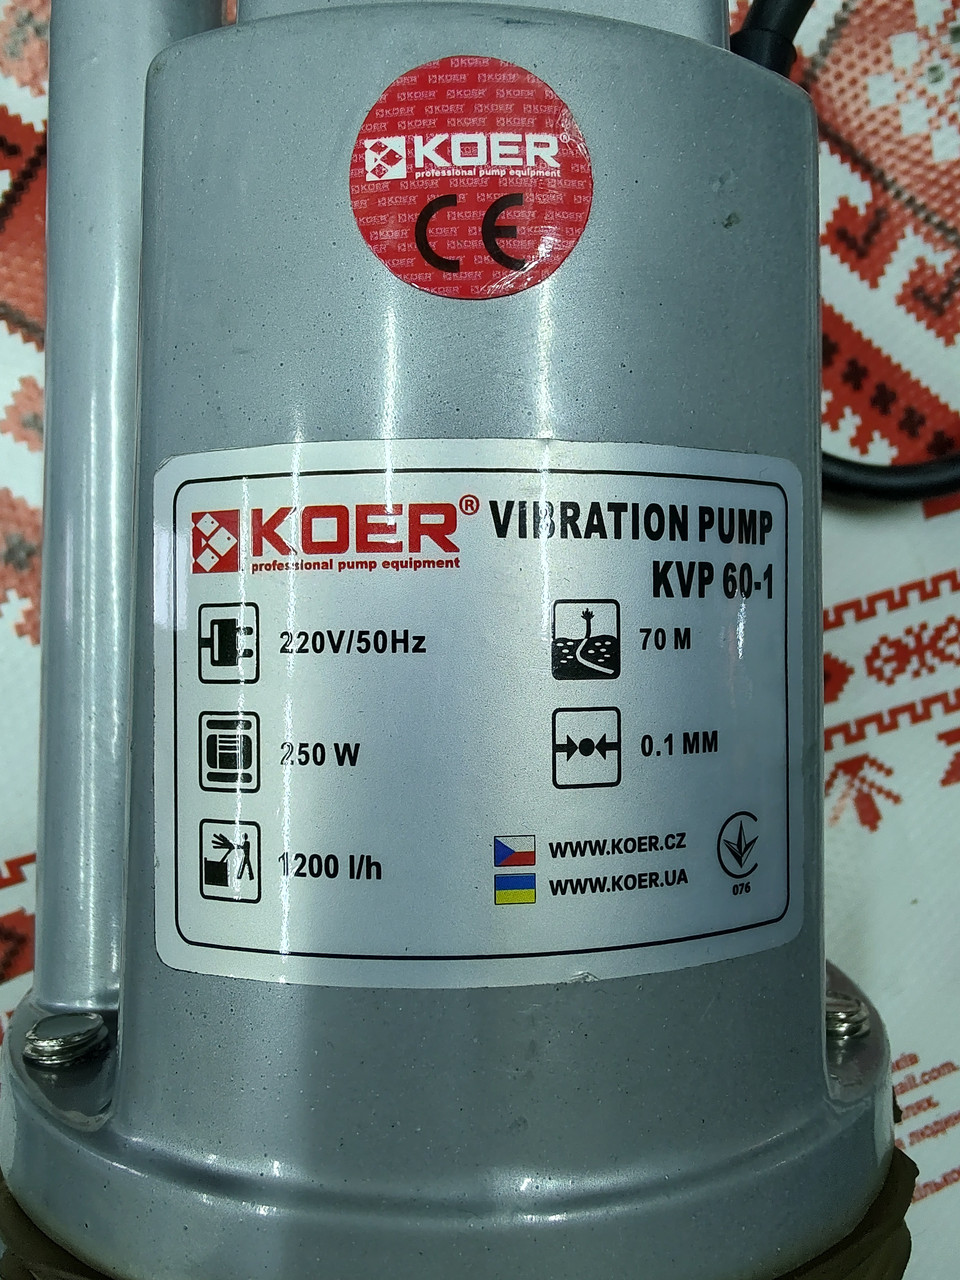 KOER®
professional pump equipment
CE
KOER® VIBRATION PUMP
professional pump equipment
KVP 60-1
220V/50Hz
70 M
250 W
0.1 MM
1200 l/h
WWW.KOER.CZ
WWW.KOER.UA
076